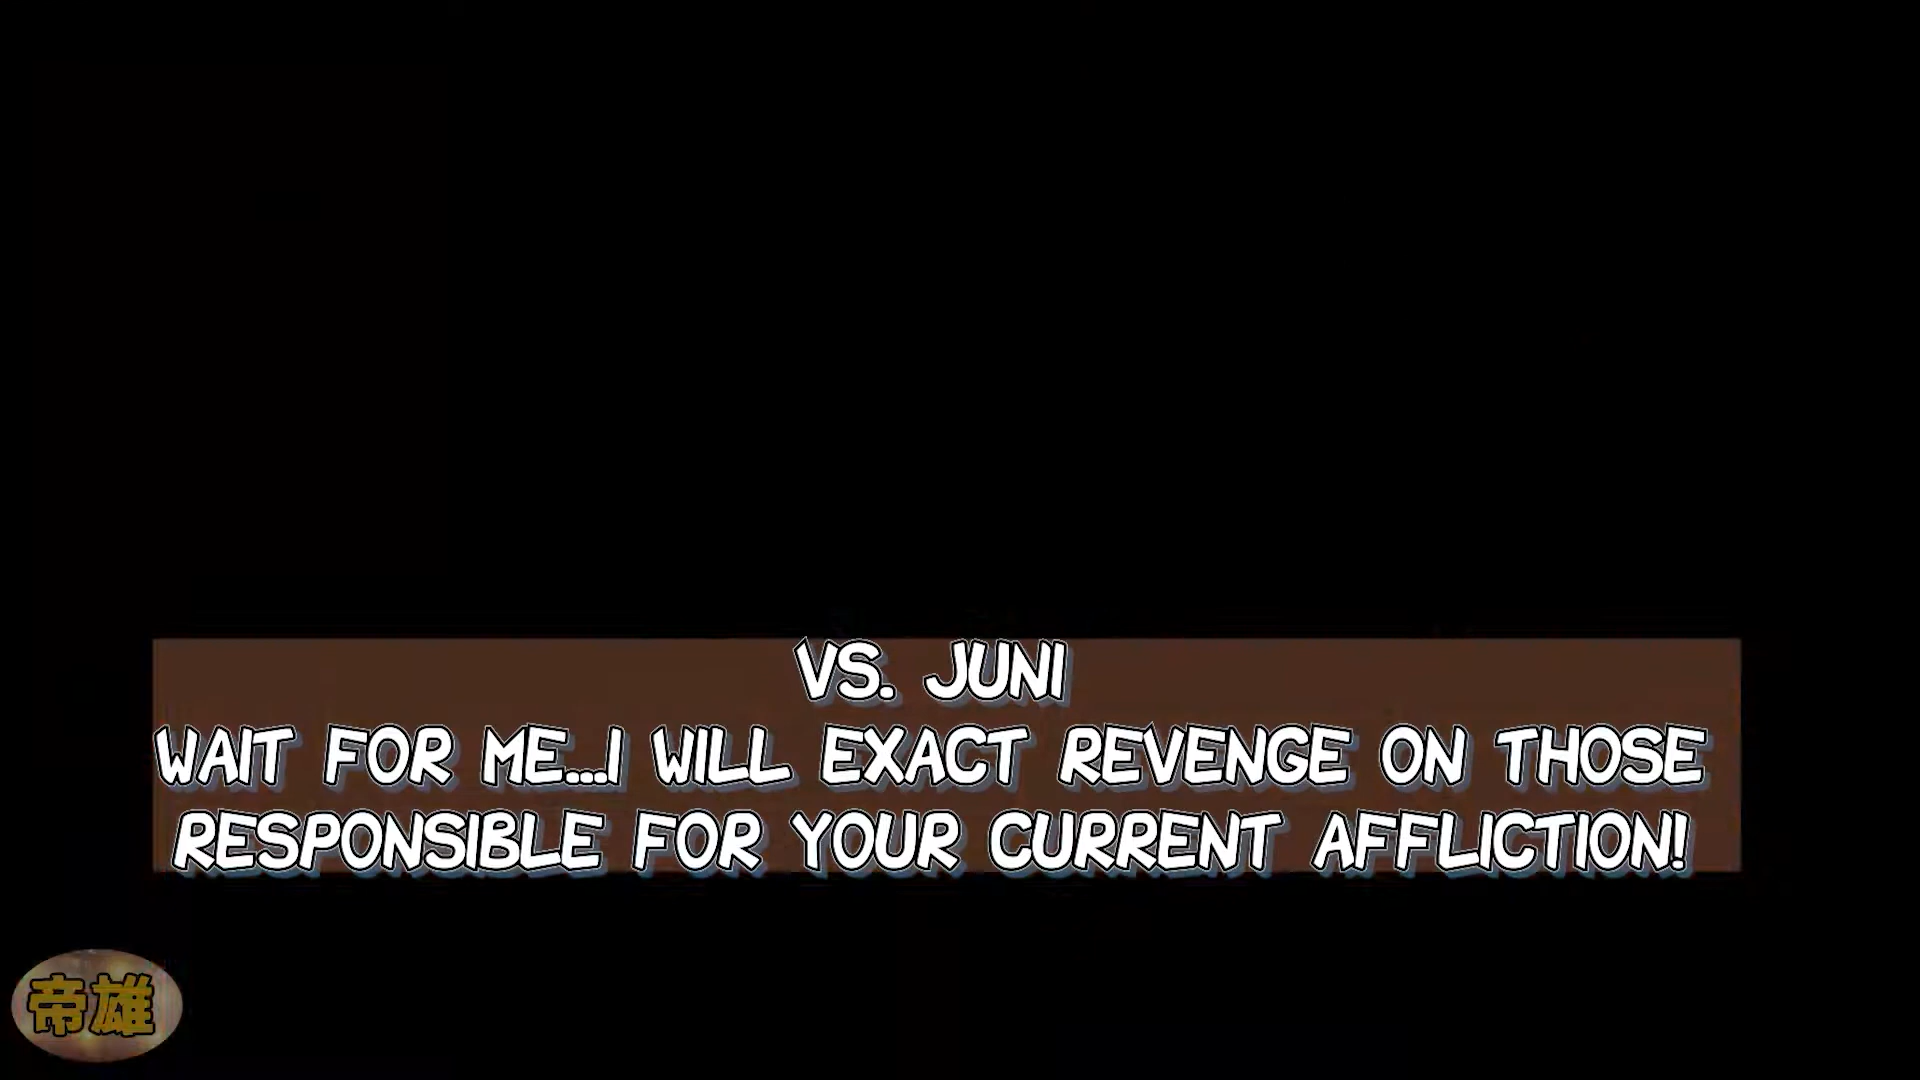 VS. JUNI
WAIT FOR ME...I WILL EXACT REVENGE ON THOSE
RESPONSIBLE FOR YOUR CURRENT AFFLICTION!
帝雄